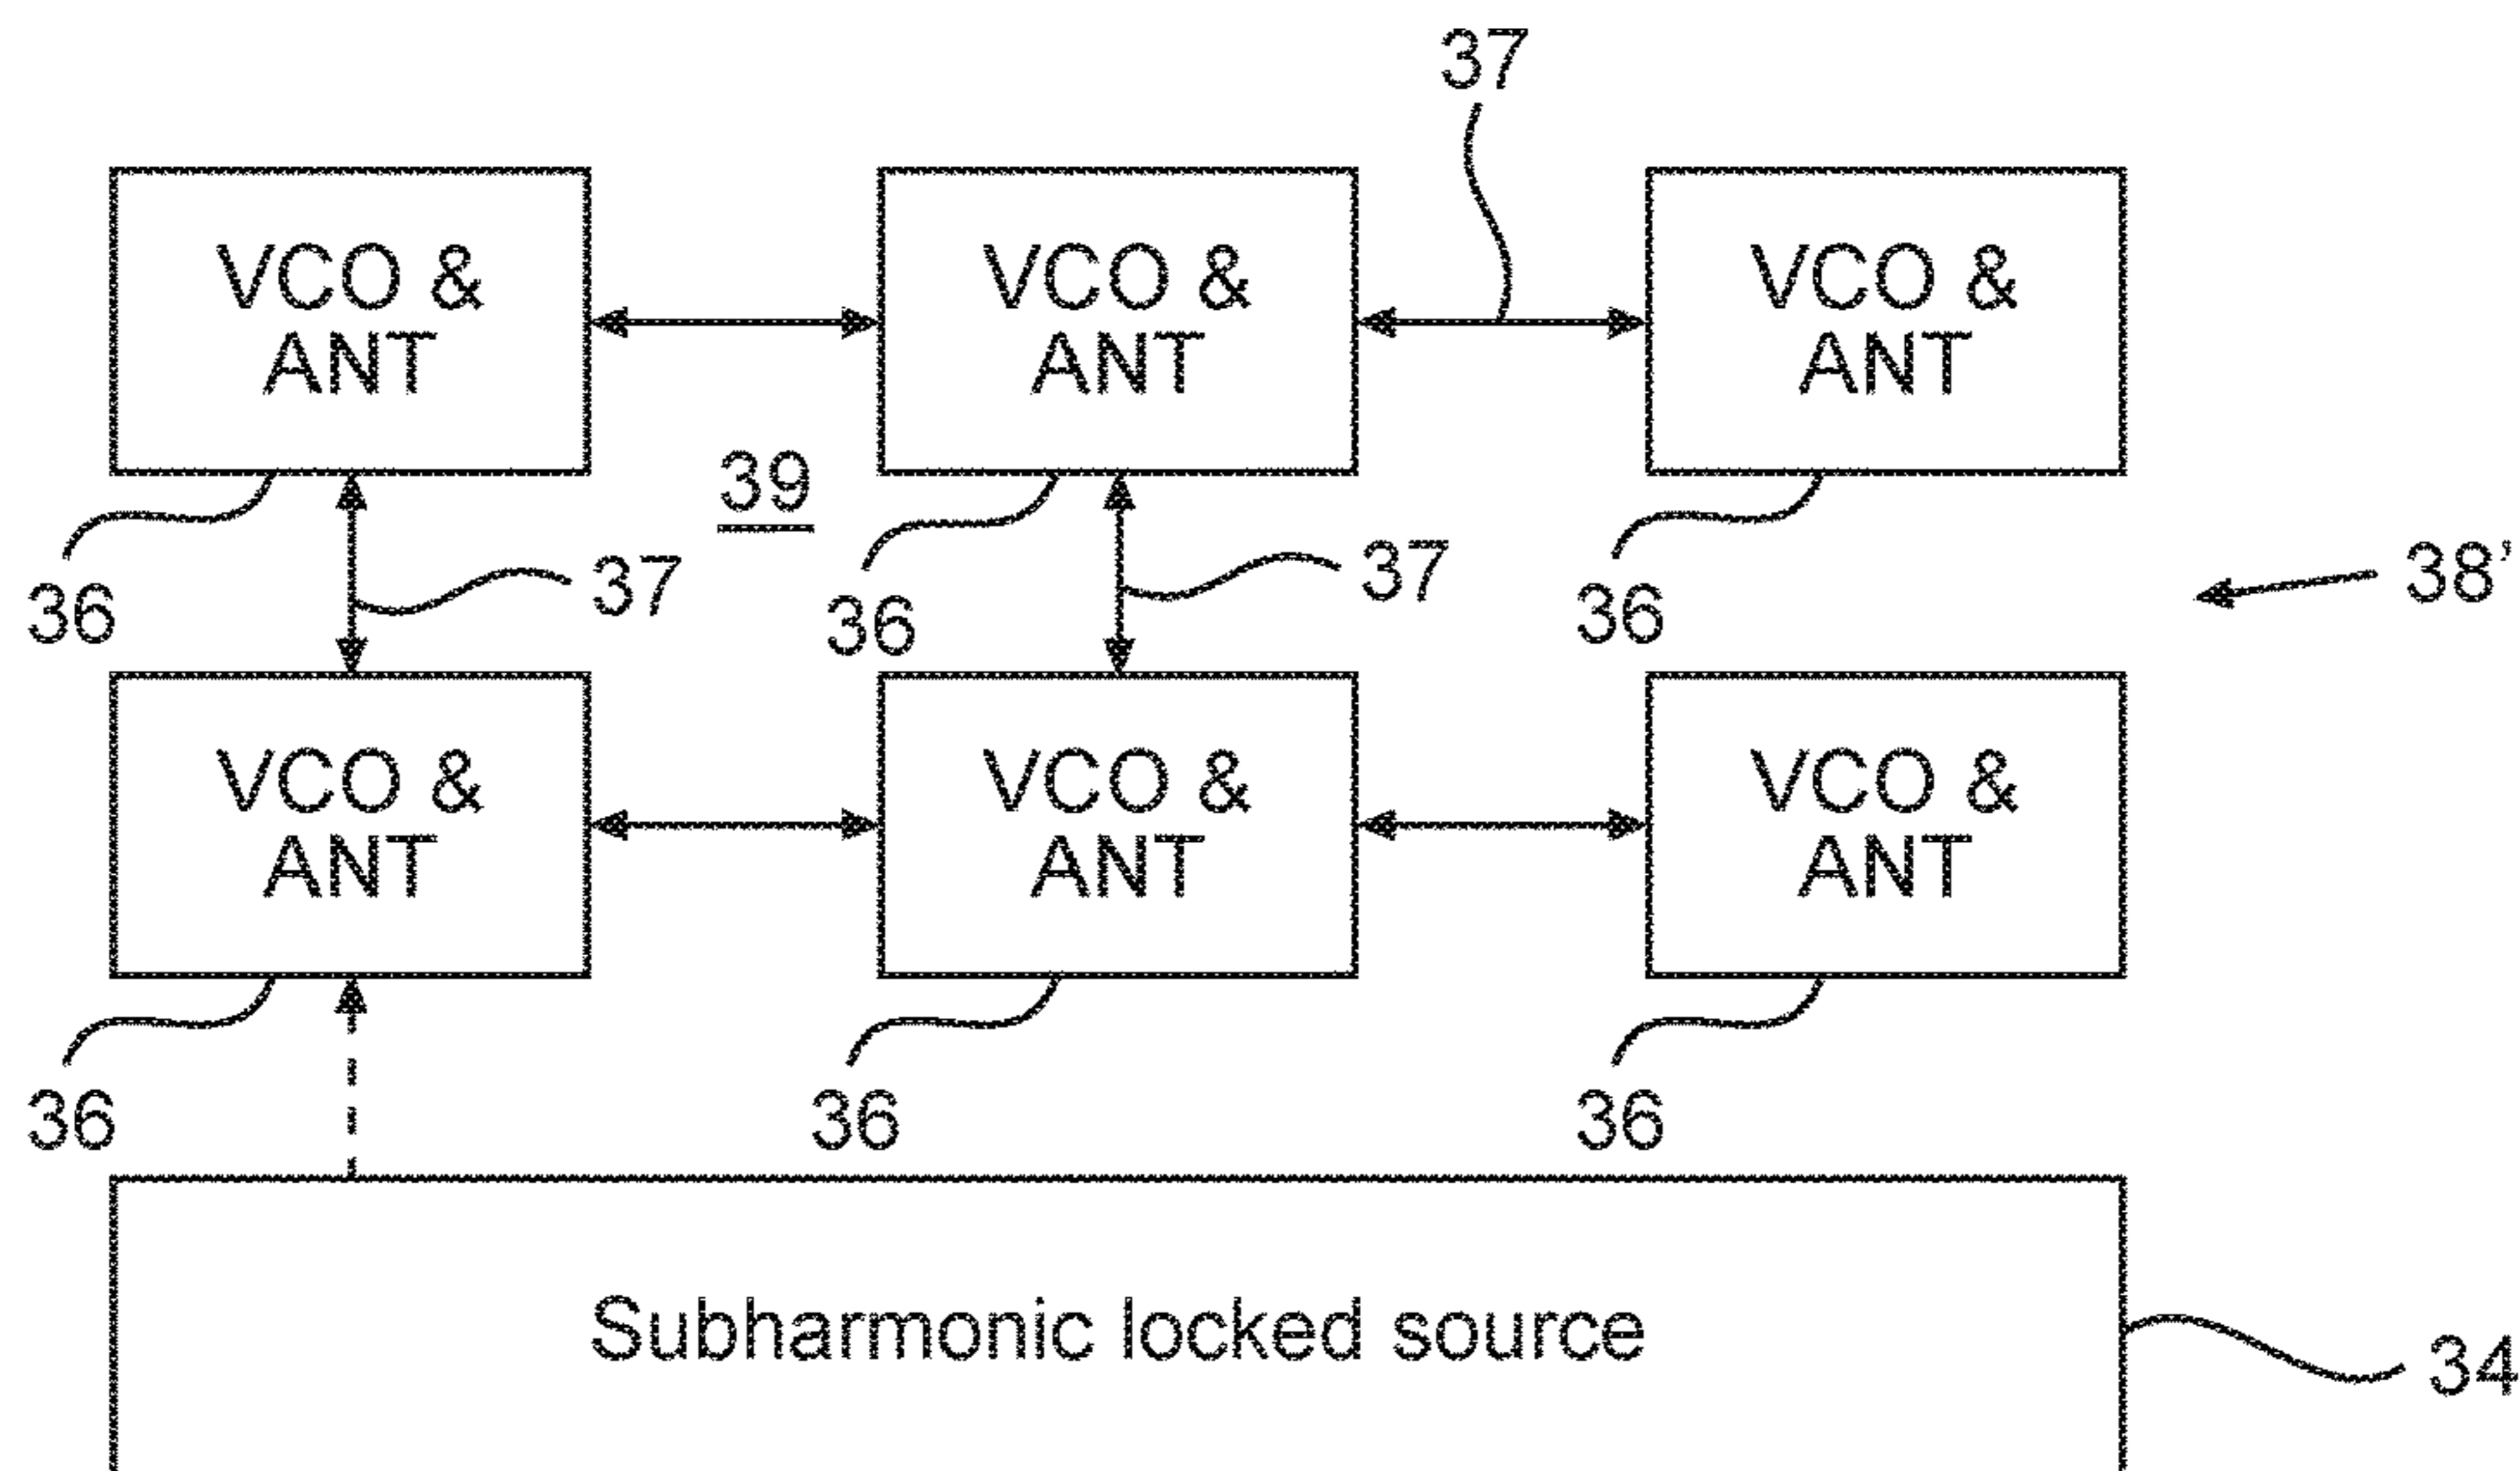 37
VCO &
ANT
VCO &
ANT
VCO &
ANT
39
36
37
36
37
36
38'
VCO &
ANT
VCO &
ANT
VCO &
ANT
36
36
36
Subharmonic locked source
34